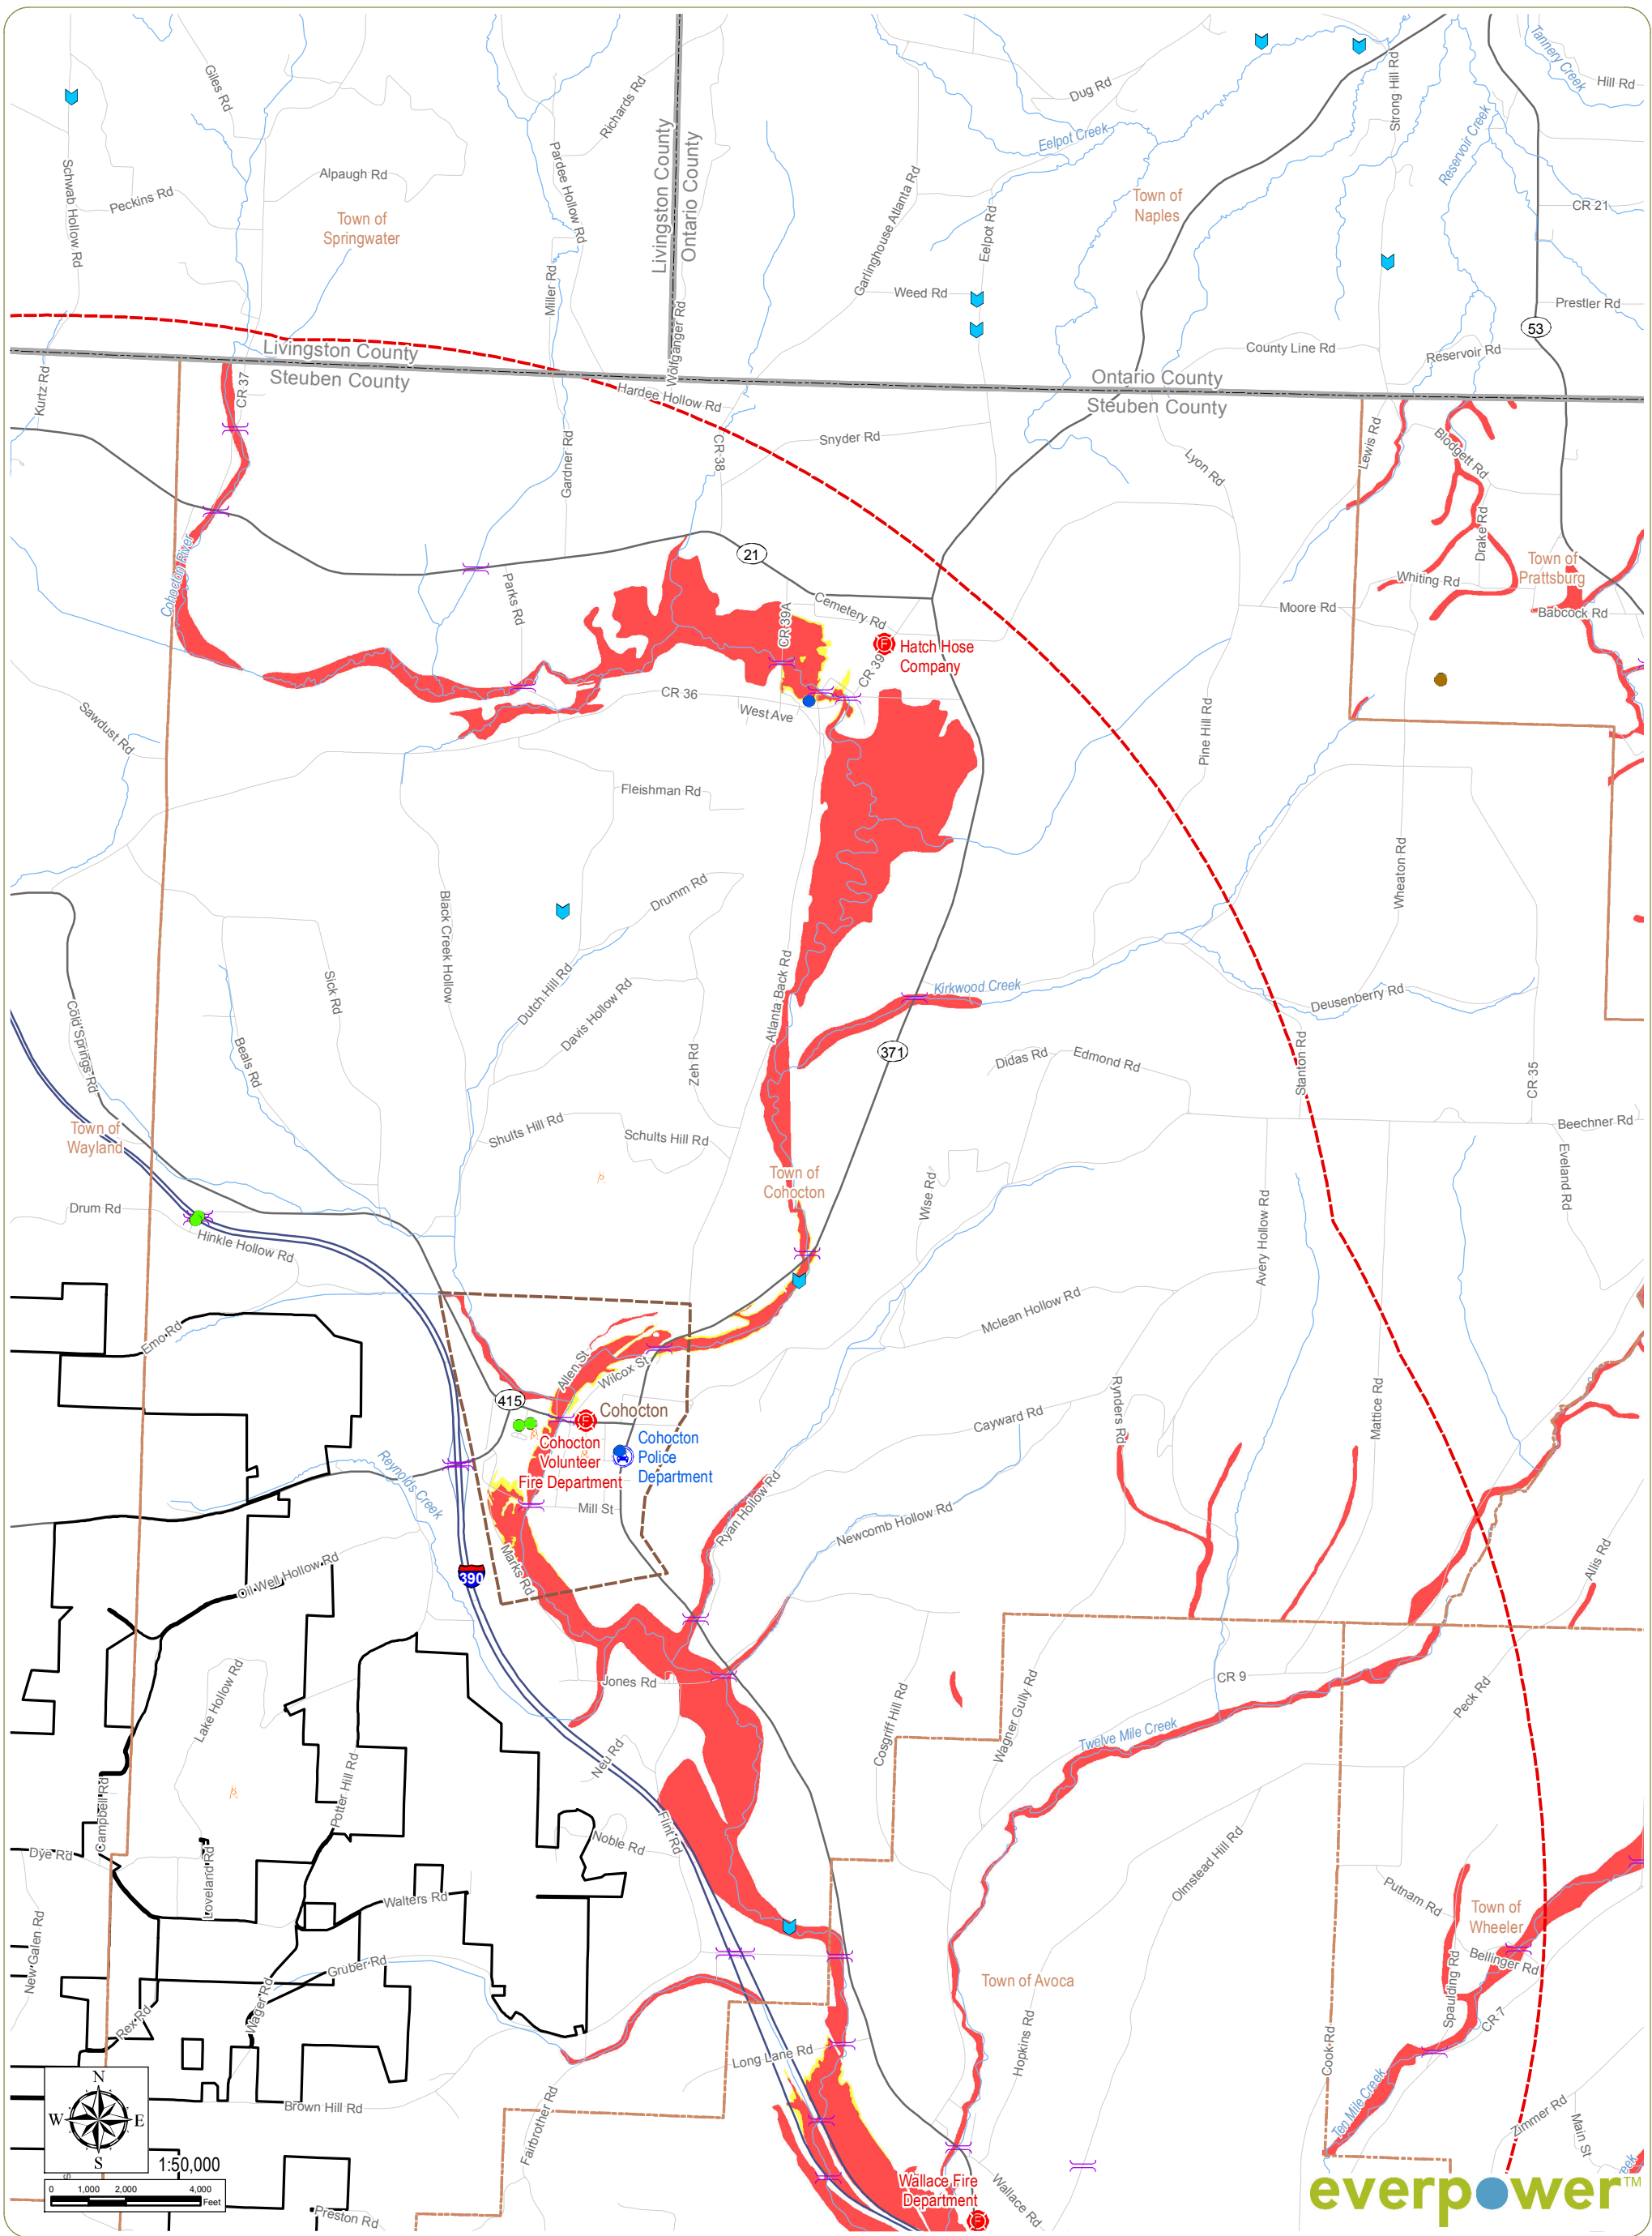 Tannery Creek
Hill Rd
Giles Rd
Richards Rd
Dug Rd
Strong Hill Rd
Eelpot Creek
Reservoir Creek
Schwab Hollow Rd
Peckins Rd
Alpaugh Rd
Pardee Hollow Rd
Livingston County
Ontario County
Garlinghouse Atlanta Rd
Town of
Naples
CR 21
Town of
Springwater
Eelpot Rd
Miller Rd
Weed Rd
Prestler Rd
53
Wolfanger Rd
County Line Rd
Reservoir Rd
Livingston County
Steuben County
Ontario County
Steuben County
Kurtz Rd
CR 37
Hardee Hollow Rd
Snyder Rd
CR 38
Gardner Rd
Lyon Rd
Lewis Rd
Blodgett Rd
Drake Rd
21
Cohocton River
Parks Rd
CR 39A
Cemetery Rd
Whiting Rd
Town of
Prattsburg
Babcock Rd
Moore Rd
Hatch Hose
Company
CR 39
CR 36
West Ave
Sawdust Rd
Pine Hill Rd
Fleishman Rd
Wheaton Rd
Drumm Rd
Black Creek Hollow
Sick Rd
Dutch Hill Rd
Davis Hollow Rd
Atlanta Back Rd
Kirkwood Creek
Deusenberry Rd
Cold Springs Rd
Beals Rd
Zeh Rd
371
Didas Rd
Edmond Rd
Stanton Rd
CR 35
Town of
Wayland
Shults Hill Rd
Schults Hill Rd
Beechner Rd
Eveland Rd
Town of
Cohocton
Wise Rd
Avery Hollow Rd
Drum Rd
Hinkle Hollow Rd
Emo Rd
Mclean Hollow Rd
Allen St
Wilcox St
415
Cohocton
Rynders Rd
Mattice Rd
Cayward Rd
Cohocton
Volunteer
Fire Department
Cohocton
Police
Department
Reynolds Creek
Mill St
Ryan Hollow Rd
Newcomb Hollow Rd
Marks Rd
390
Oil Well Hollow Rd
Allis Rd
Jones Rd
CR 9
Lake Hollow Rd
Cosgriff Hill Rd
Wagner Gully Rd
Peck Rd
Twelve Mile Creek
Neu Rd
Potter Hill Rd
Campbell Rd
Flint Rd
Noble Rd
Dye Rd
Loveland Rd
Olmstead Hill Rd
Putnam Rd
Walters Rd
Town of
Wheeler
New Galen Rd
Bellinger Rd
Gruber Rd
Town of Avoca
Spaulding Rd
CR 7
Rex Rd
Wager Rd
Hopkins Rd
Cook Rd
Long Lane Rd
Ten Mile Creek
Brown Hill Rd
Fairbrother Rd
Zimmer Rd
Main St
N
W E
S
1:50,000
0 1,000 2,000 4,000
Feet
Preston Rd
Wallace Fire
Department
Wallace Rd
everpower™